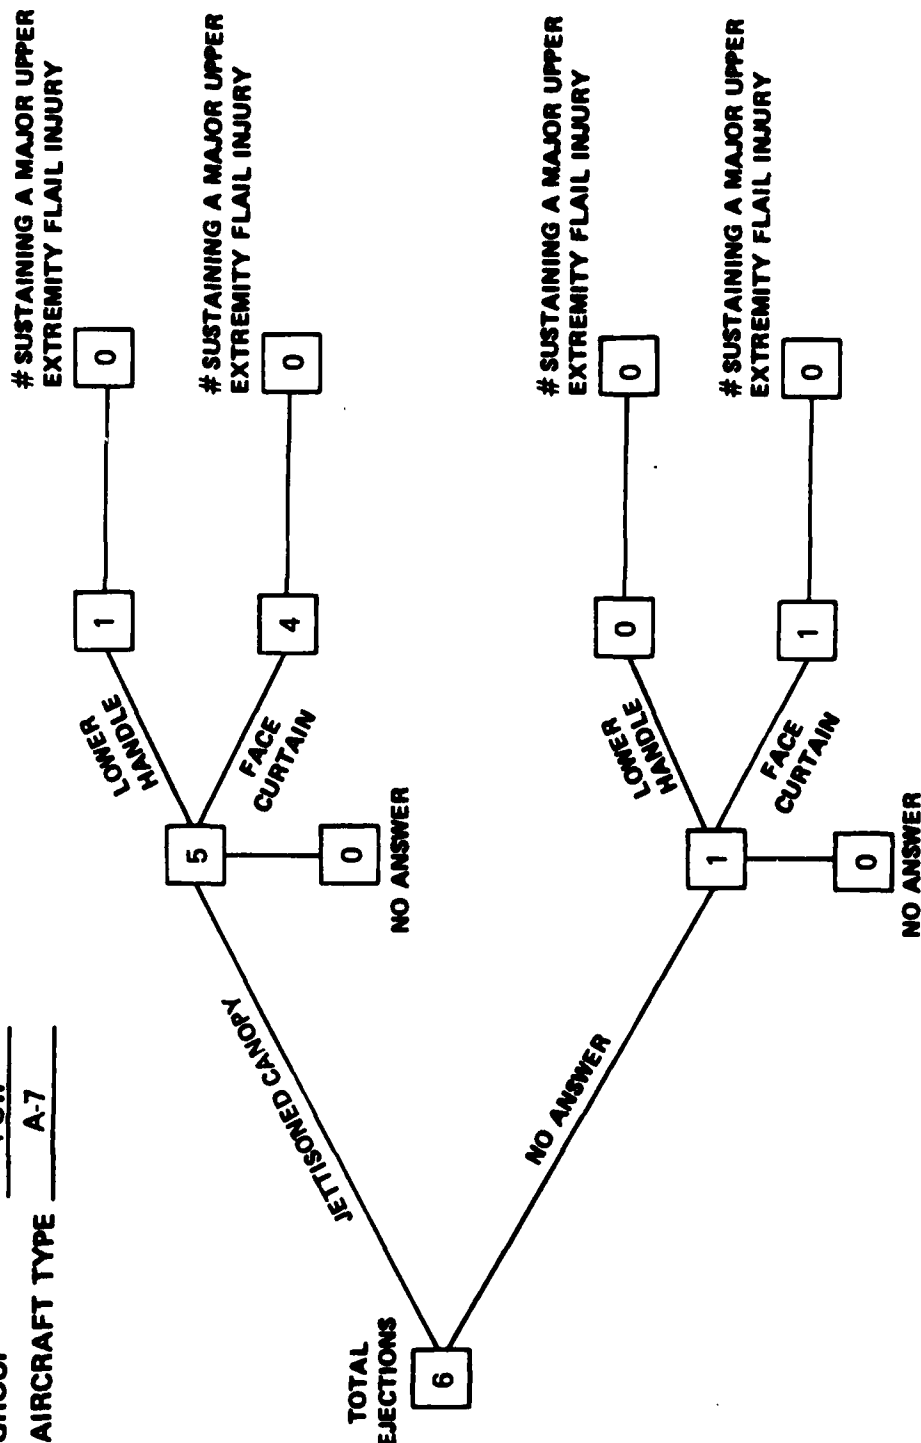 AIRCRAFT TYPE A-7
TOTAL
EJECTIONS
6
JETTISONED CANOPY
5
LOWER
HANDLE
1
#SUSTAINING A MAJOR UPPER
EXTREMITY FLAIL INJURY
0
FACE
CURTAIN
4
#SUSTAINING A MAJOR UPPER
EXTREMITY FLAIL INJURY
0
0
NO ANSWER
NO ANSWER
1
LOWER
HANDLE
0
#SUSTAINING A MAJOR UPPER
EXTREMITY FLAIL INJURY
0
FACE
CURTAIN
1
#SUSTAINING A MAJOR UPPER
EXTREMITY FLAIL INJURY
0
0
NO ANSWER